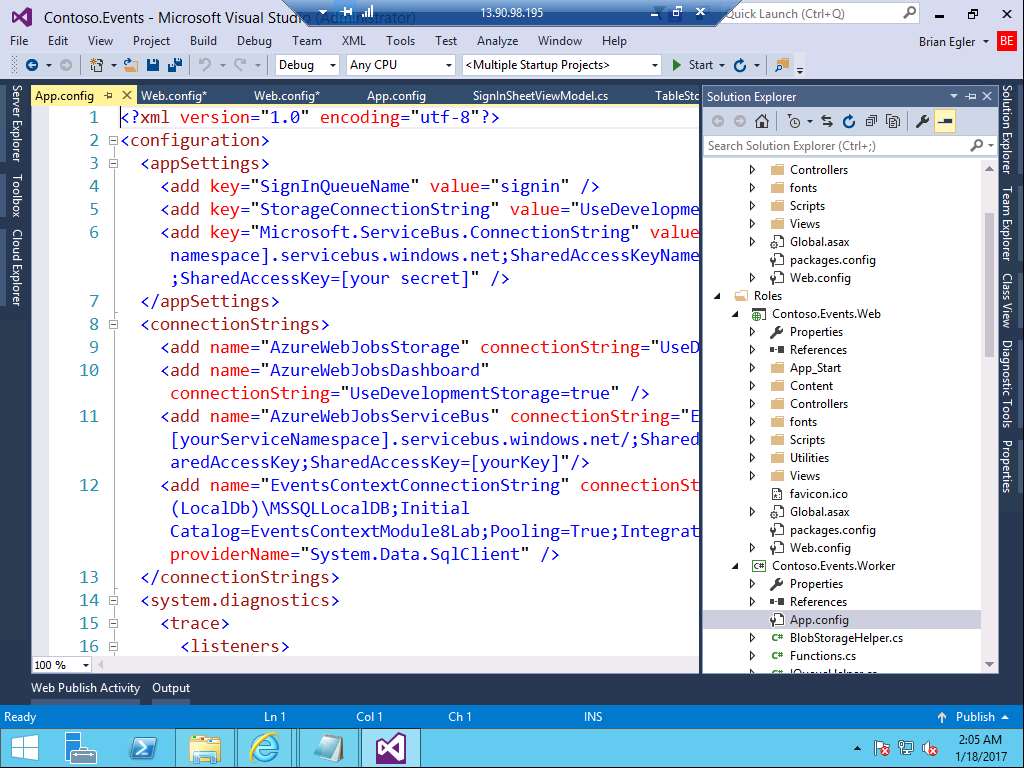 Contoso.Events - Microsoft Visual Studio (Administrator)
13.90.98.195
Quick Launch (Ctrl+Q)
File Edit View Project Build Debug Team XML Tools Test Analyze Window Help
Brian Egler BE
Debug Any CPU <Multiple Startup Projects> Start
Server Explorer
Toolbox
Cloud Explorer
App.config Web.config* Web.config* App.config SignInSheetViewModel.cs TableSto
1 <?xml version="1.0" encoding="utf-8"?>
2 <configuration>
3 <appSettings>
4 <add key="SignInQueueName" value="signin" />
5 <add key="StorageConnectionString" value="UseDevelopme
6 <add key="Microsoft.ServiceBus.ConnectionString" value
namespace].servicebus.windows.net;SharedAccessKeyName
;SharedAccessKey=[your secret]" />
7 </appSettings>
8 <connectionStrings>
9 <add name="AzureWebJobsStorage" connectionString="UseD
10 <add name="AzureWebJobsDashboard"
connectionString="UseDevelopmentStorage=true" />
11 <add name="AzureWebJobsServiceBus" connectionString="E
[yourServiceNamespace].servicebus.windows.net/;Shared
aredAccessKey;SharedAccessKey=[yourKey]"/>
12 <add name="EventsContextConnectionString" connectionSt
(LocalDb)\MSSQLLocalDB;Initial
Catalog=EventsContextModule8Lab;Pooling=True;Integrat
providerName="System.Data.SqlClient" />
13 </connectionStrings>
14 <system.diagnostics>
15 <trace>
16 <listeners>
100 %
Solution Explorer
Search Solution Explorer (Ctrl+;)
Controllers
fonts
Scripts
Views
Global.asax
packages.config
Web.config
Roles
Contoso.Events.Web
Properties
References
App_Start
Content
Controllers
fonts
Scripts
Utilities
Views
favicon.ico
Global.asax
packages.config
Web.config
C# Contoso.Events.Worker
Properties
References
App.config
C# BlobStorageHelper.cs
C# Functions.cs
Solution Explorer
Team Explorer
Class View
Diagnostic Tools
Properties
Web Publish Activity Output
Ready Ln 1 Col 1 Ch 1 INS Publish
2:05 AM
1/18/2017